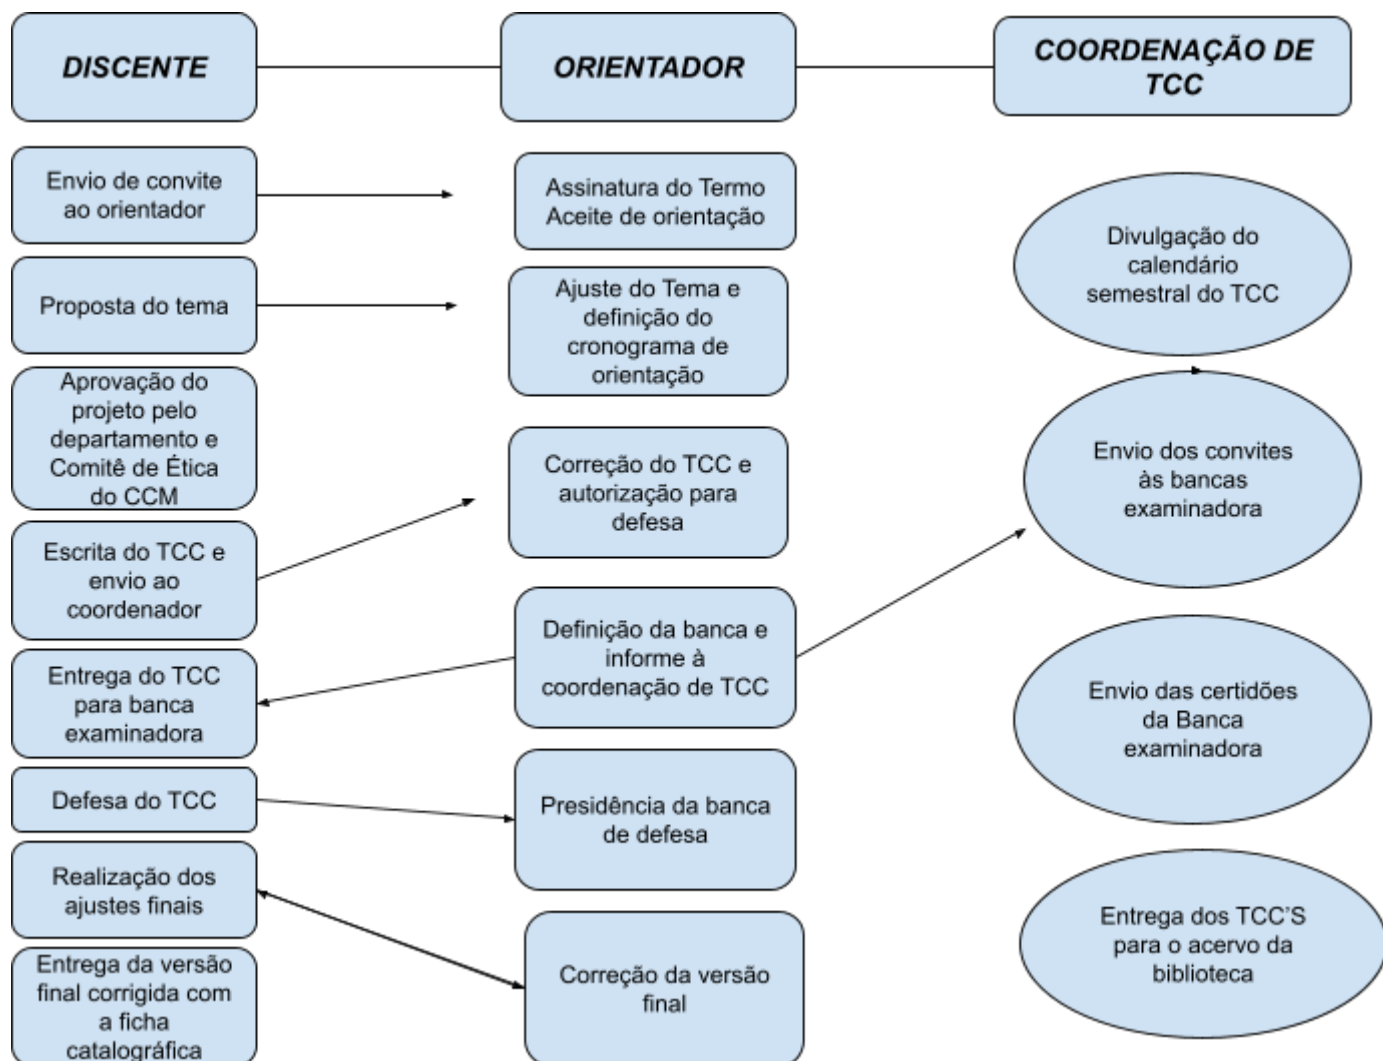 DISCENTE
ORIENTADOR
COORDENAÇÃO DE
TCC
Envio de convite
ao orientador
Proposta do tema
Aprovação do
projeto pelo
departamento e
Comitê de Ética
do CCM
Escrita do TCC e
envio ao
coordenador
Entrega do TCC
para banca
examinadora
Defesa do TCC
Realização dos
ajustes finais
Entrega da versão
final corrigida com
a ficha
catalográfica
Assinatura do Termo
Aceite de orientação
Ajuste do Tema e
definição do
cronograma de
orientação
Correção do TCC e
autorização para
defesa
Definição da banca e
informe à
coordenação de TCC
Presidência da banca
de defesa
Correção da versão
final
Divulgação do
calendário
semestral do TCC
Envio dos convites
às bancas
examinadora
Envio das certidões
da Banca
examinadora
Entrega dos TCC'S
para o acervo da
biblioteca